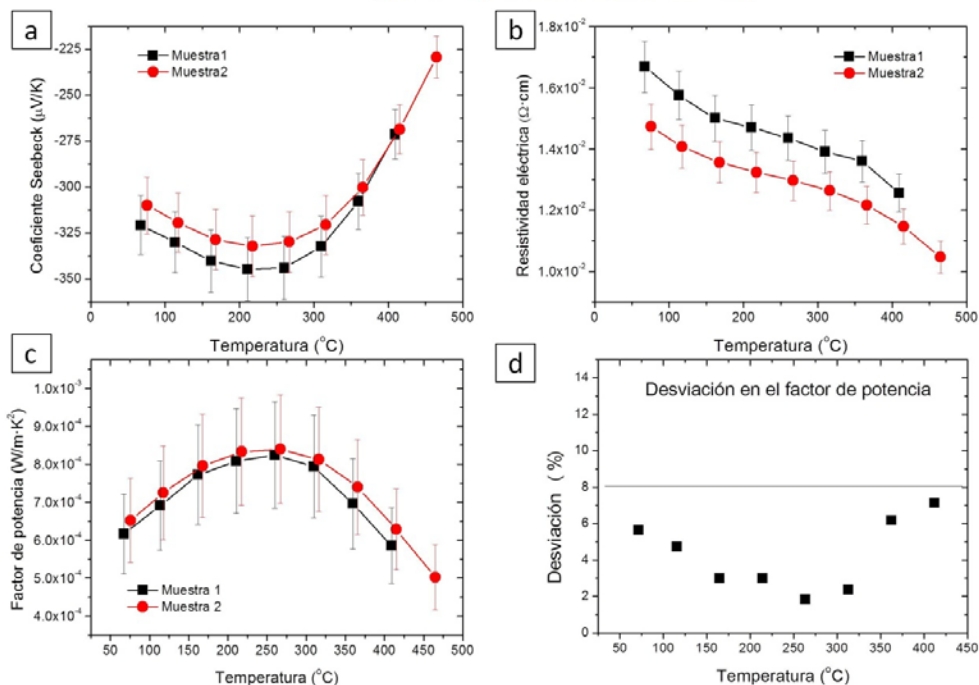 a
Muestra1
Muestra2
Coeficiente Seebeck (μV/K)
-225
-250
-275
-300
-325
-350
0 100 200 300 400 500
Temperatura (°C)
b
Muestra1
Muestra2
Resistividad eléctrica (Ω·cm)
1.8x10⁻²
1.6x10⁻²
1.4x10⁻²
1.2x10⁻²
1.0x10⁻²
0 100 200 300 400 500
Temperatura (°C)
c
Factor de potencia (W/m·K²)
1.0x10⁻³
9.0x10⁻⁴
8.0x10⁻⁴
7.0x10⁻⁴
6.0x10⁻⁴
5.0x10⁻⁴
4.0x10⁻⁴
Muestra 1
Muestra 2
50 100 150 200 250 300 350 400 450 500
Temperatura (°C)
d
Desviación en el factor de potencia
Desviación (%)
14
12
10
8
6
4
2
0
50 100 150 200 250 300 350 400 450
Temperatura (°C)